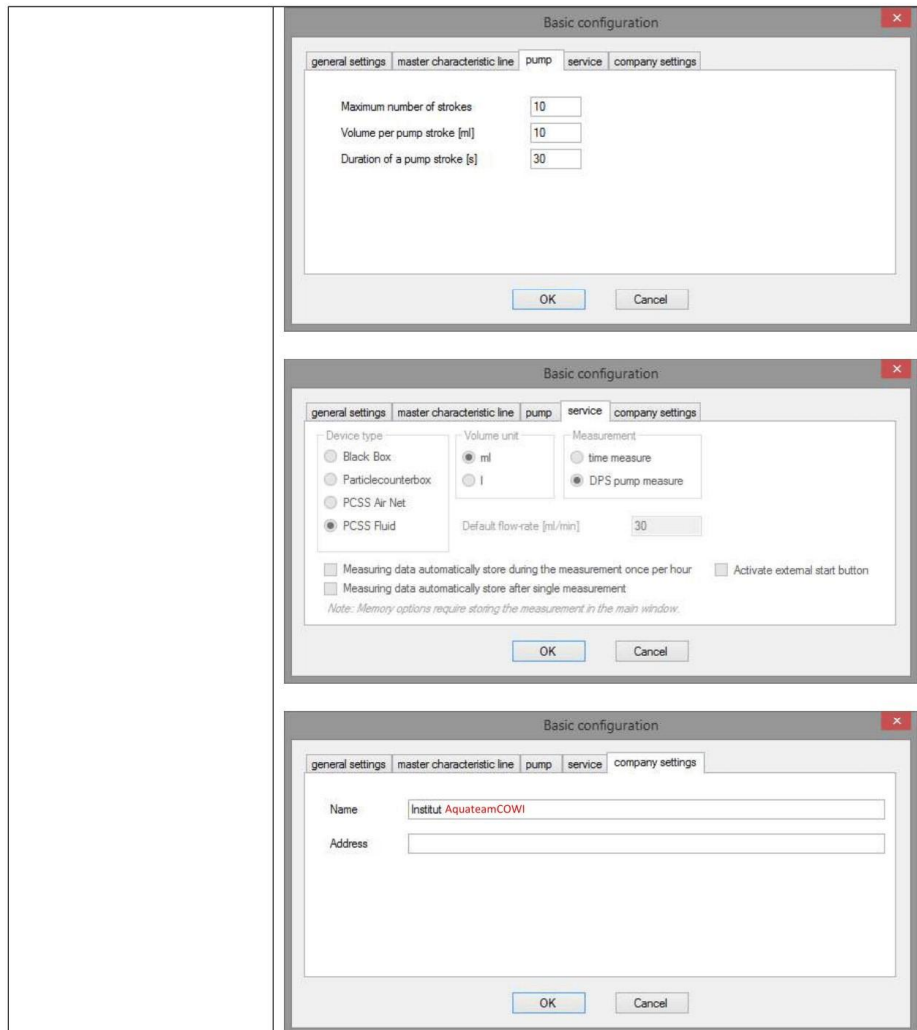 Basic configuration
general settings master characteristic line pump service company settings
Maximum number of strokes 10
Volume per pump stroke [ml] 10
Duration of a pump stroke [s] 30
OK Cancel
Basic configuration
general settings master characteristic line pump service company settings
Device type Volume unit Measurement
Black Box ml time measure
Particlecounterbox l DPS pump measure
PCSS Air Net
PCSS Fluid Default flow-rate [ml/min] 30
Measuring data automatically store during the measurement once per hour Activate external start button
Measuring data automatically store after single measurement
Note: Memory options require storing the measurement in the main window.
OK Cancel
Basic configuration
general settings master characteristic line pump service company settings
Name Institut AquateamCOWI
Address
OK Cancel